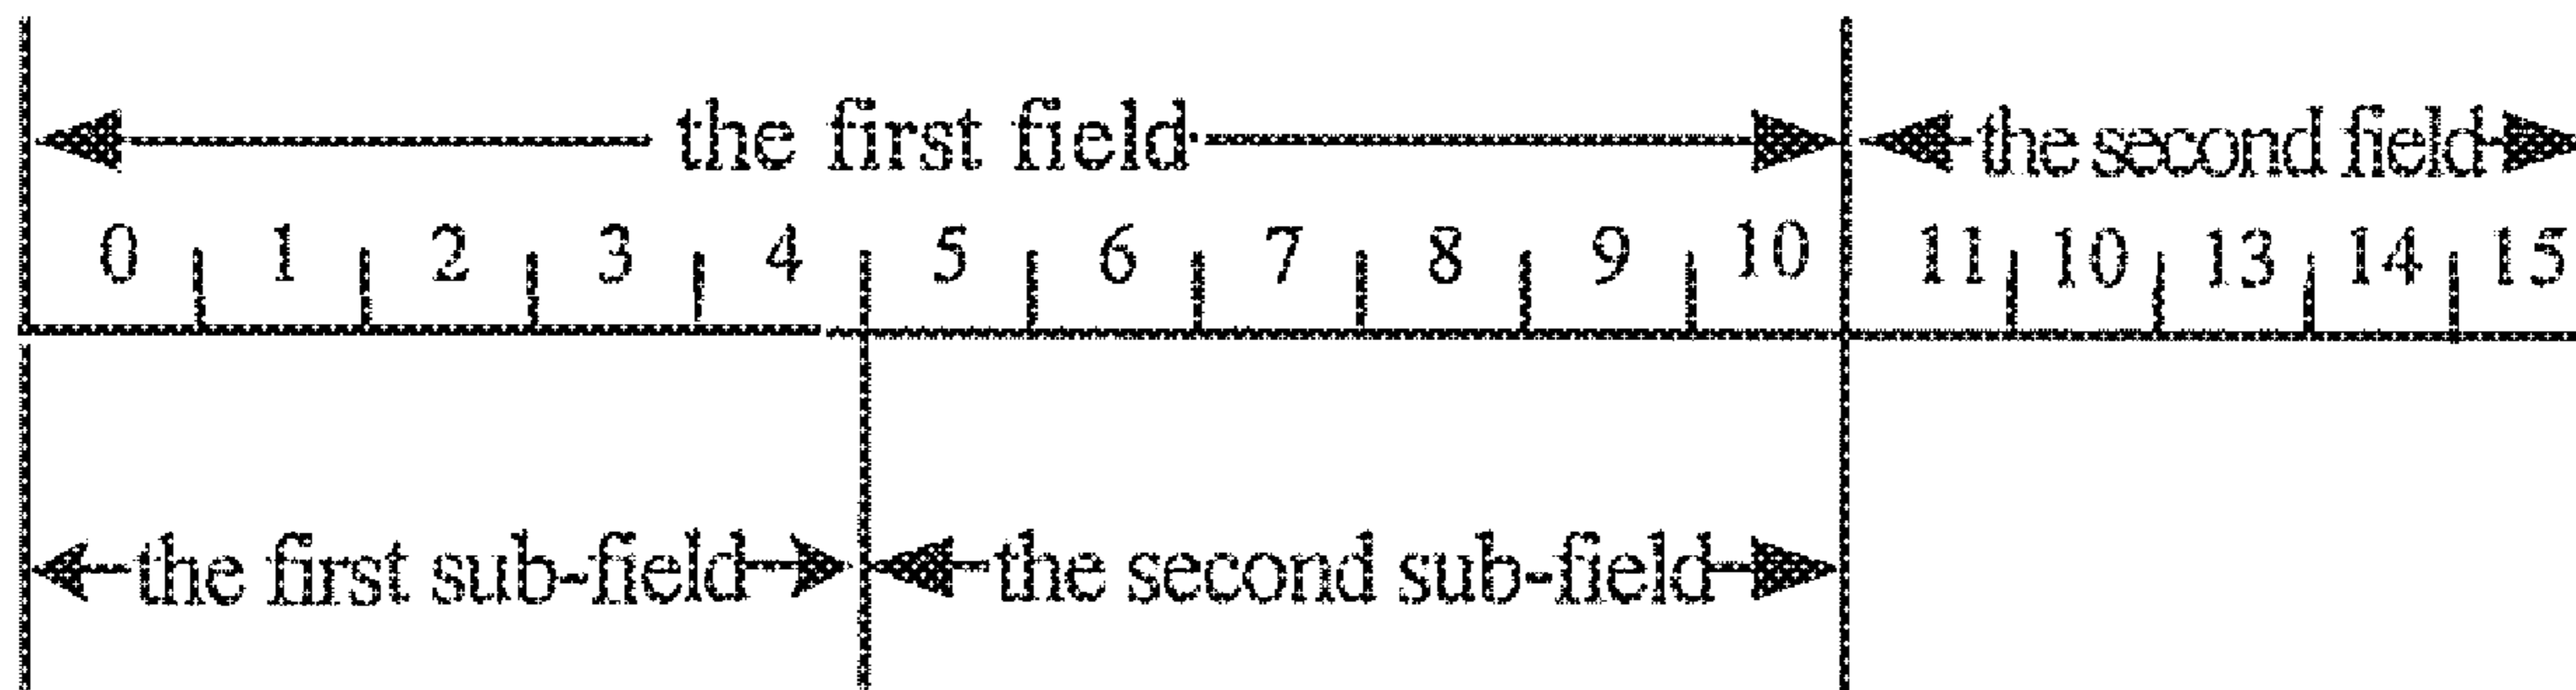 the first field the second field
0 1 2 3 4 5 6 7 8 9 10 11 10 13 14 15
the first sub-field the second sub-field